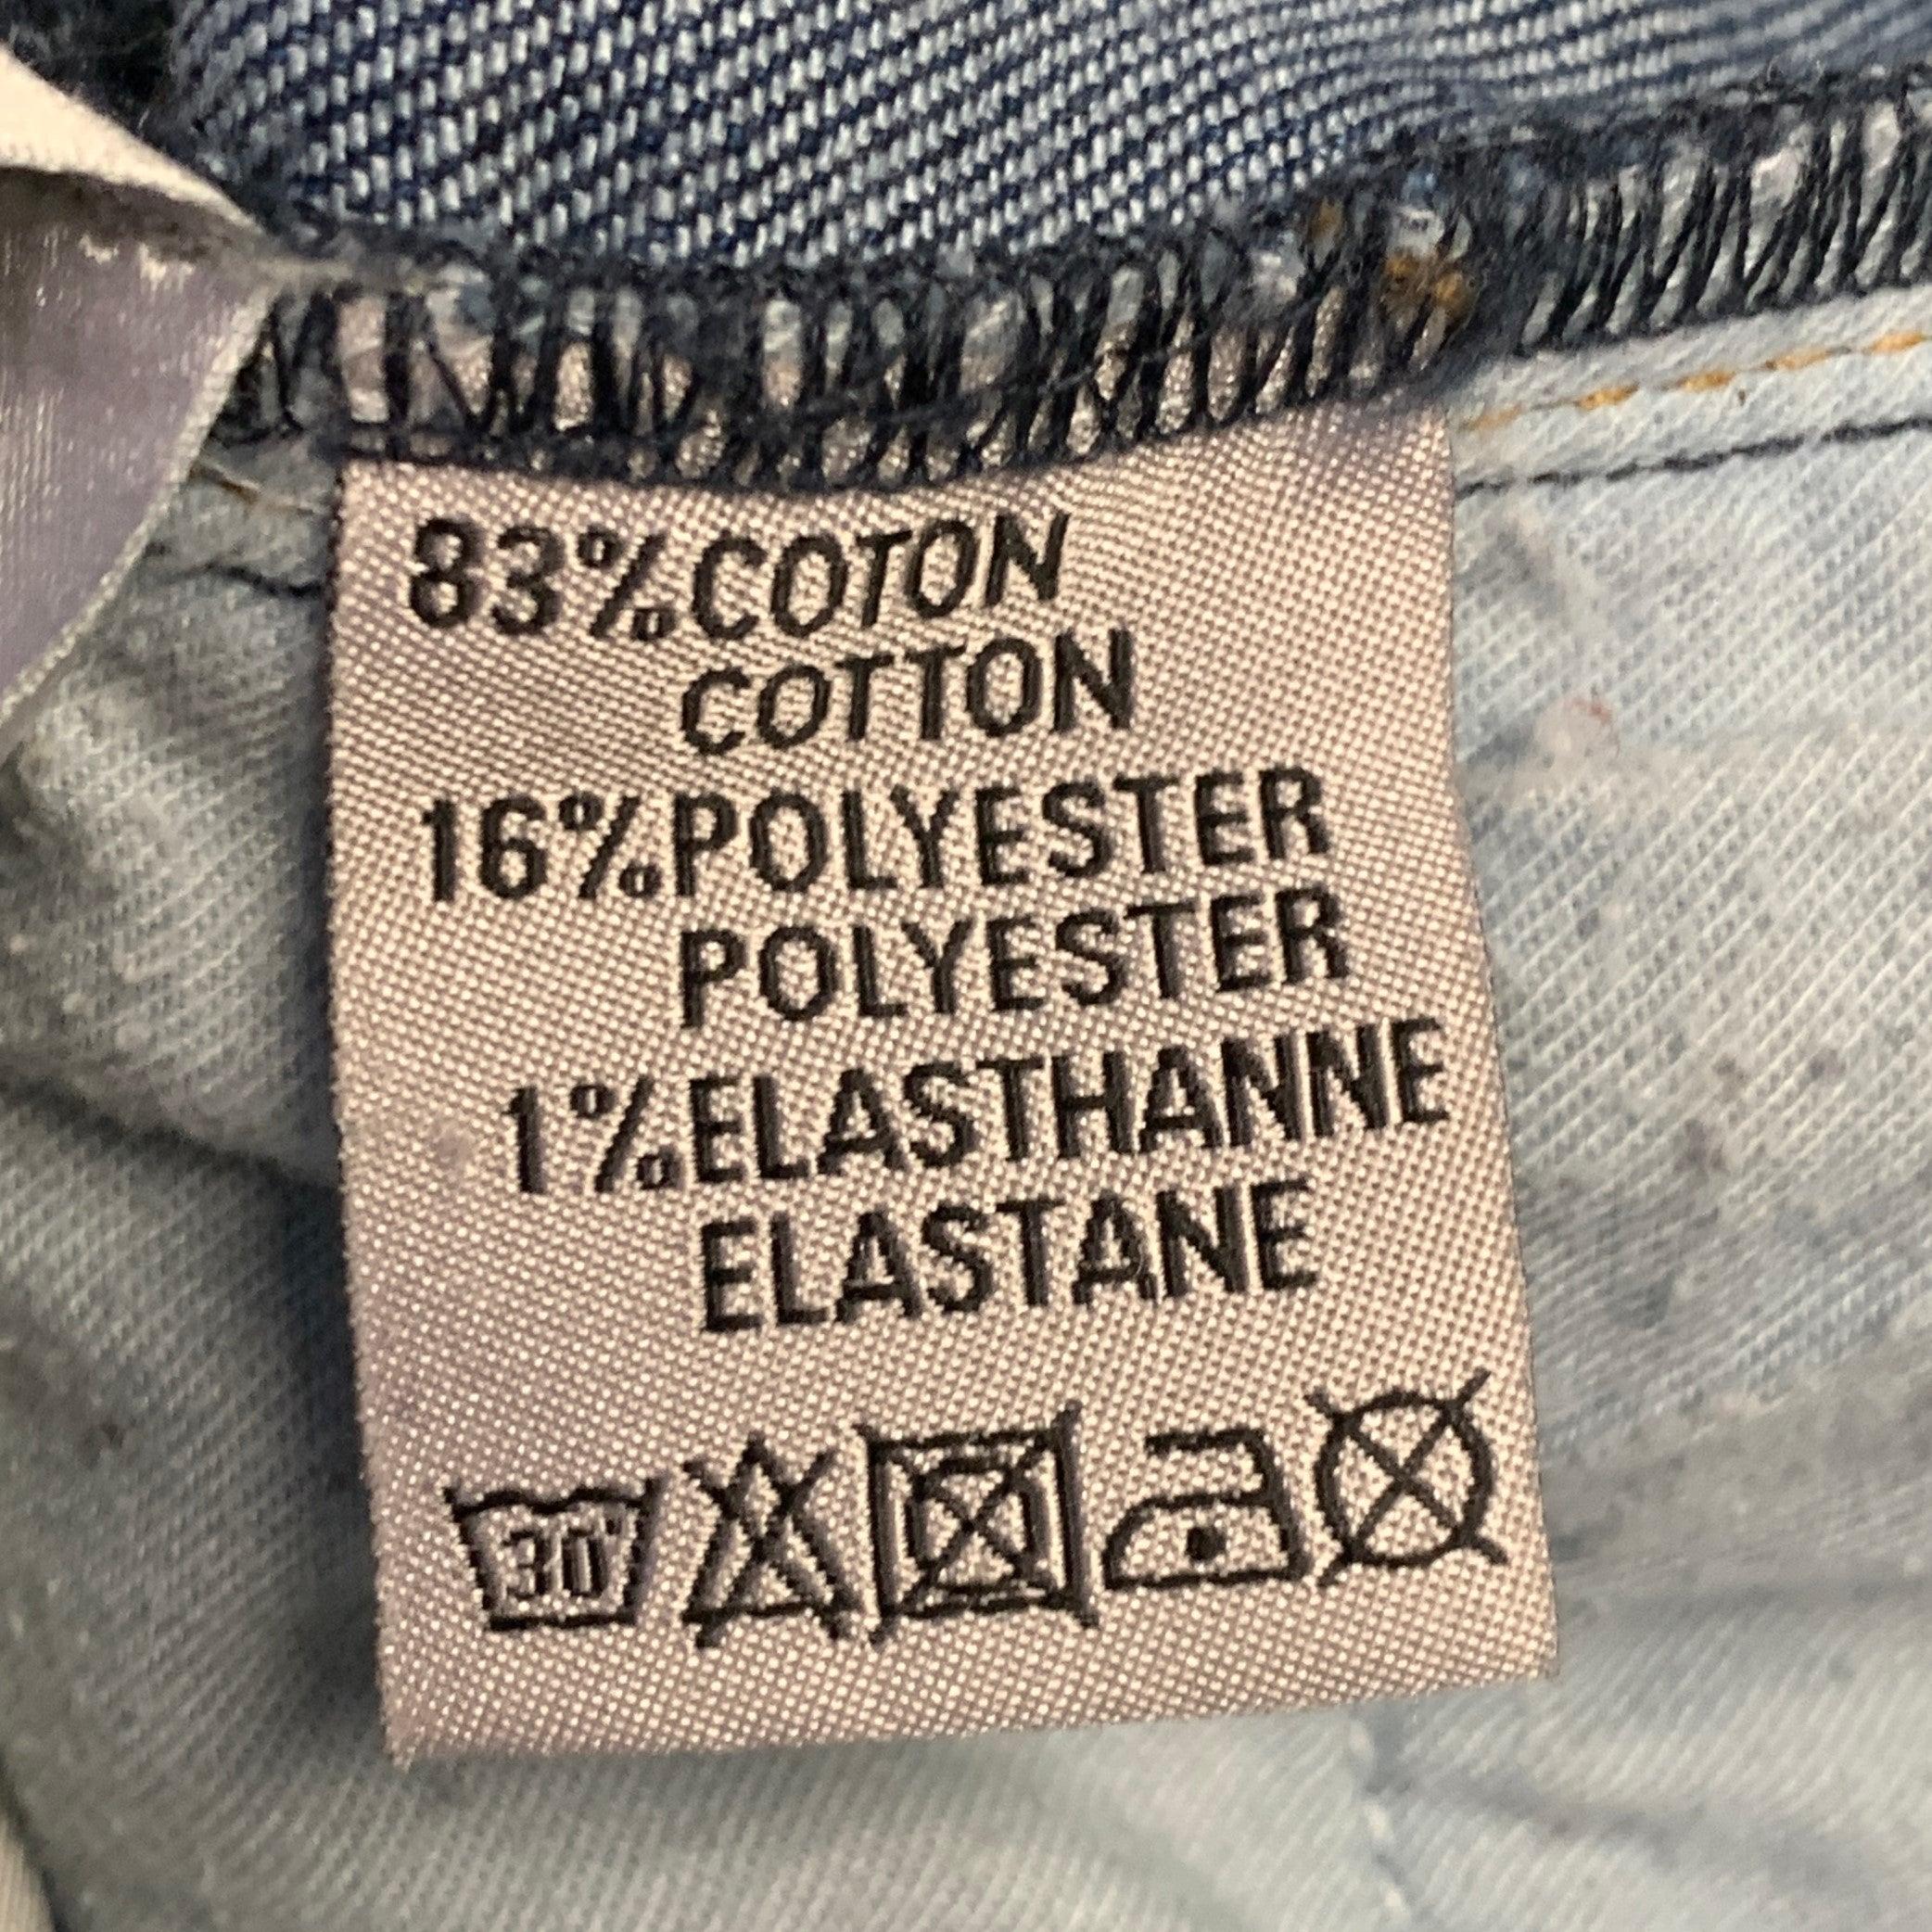 83%COTON
COTTON
16%POLYESTER
POLYESTER
1%ELASTHANNE
ELASTANE
30°